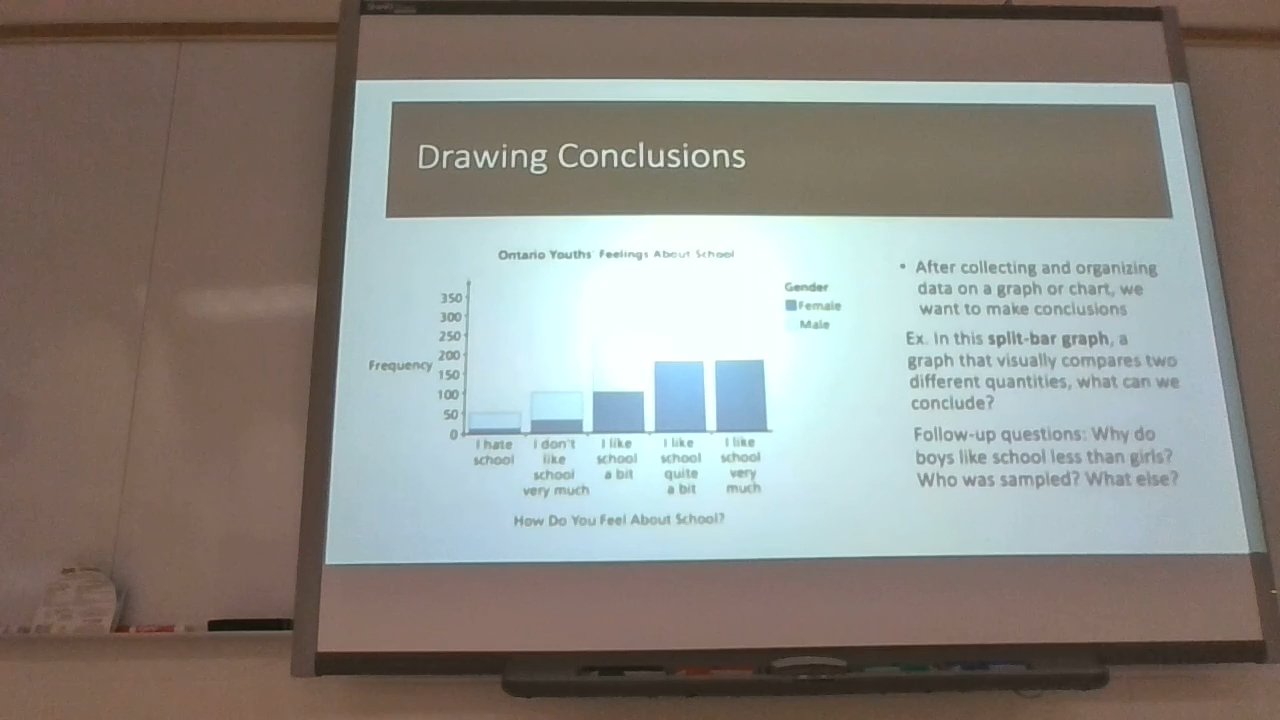 Drawing Conclusions
Ontario Youths' Feelings About School
Gender
Female
Male
350
300
250
200
150
100
50
0
Frequency
I hate
school
I don't
like
school
very much
I like
school
a bit
I like
school
quite
a bit
I like
school
very
much
How Do You Feel About School?
• After collecting and organizing
data on a graph or chart, we
want to make conclusions
Ex. In this split-bar graph, a
graph that visually compares two
different quantities, what can we
conclude?
Follow-up questions: Why do
boys like school less than girls?
Who was sampled? What else?